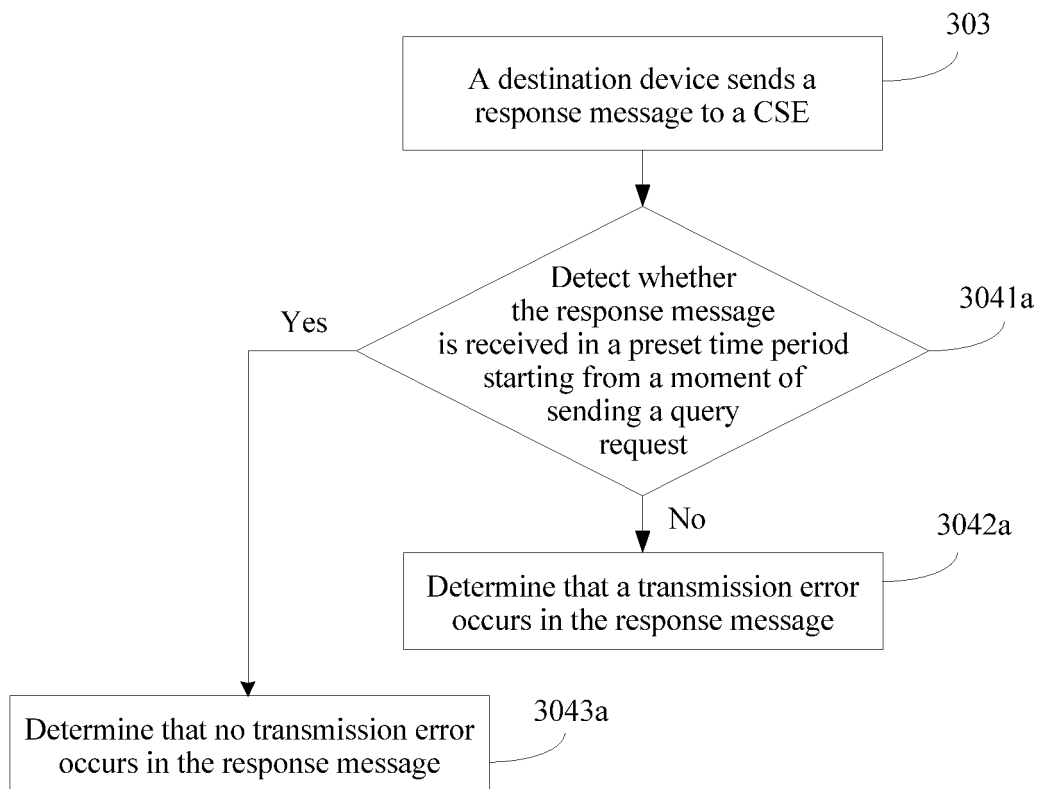 303
A destination device sends a
response message to a CSE
Detect whether
the response message
is received in a preset time period
starting from a moment of
sending a query
request
3041a
Yes
No
3042a
Determine that a transmission error
occurs in the response message
3043a
Determine that no transmission error
occurs in the response message